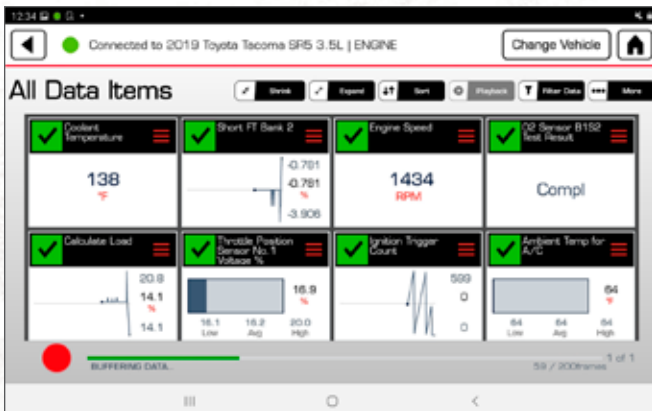 12:34
Connected to 2019 Toyota Tacoma SR5 3.5L | ENGINE
Change Vehicle
All Data Items
Shrink
Expand
Sort
Playback
Filter Data
More
Coolant
Temperature
138
°F
Short FT Bank 2
-0.781
-0.781
%
-3.906
Engine Speed
1434
RPM
O2 Sensor B1S2
Test Result
Compl
Calculate Load
20.8
14.1
%
14.1
Throttle Position
Sensor No. 1
Voltage %
16.9
%
16.1 16.2 20.0
Low Avg High
Ignition Trigger
Count
599
0
0
Ambient Temp for
A/C
64
°F
64 64 64
Low Avg High
BUFFERING DATA..
1 of 1
59 / 200frames